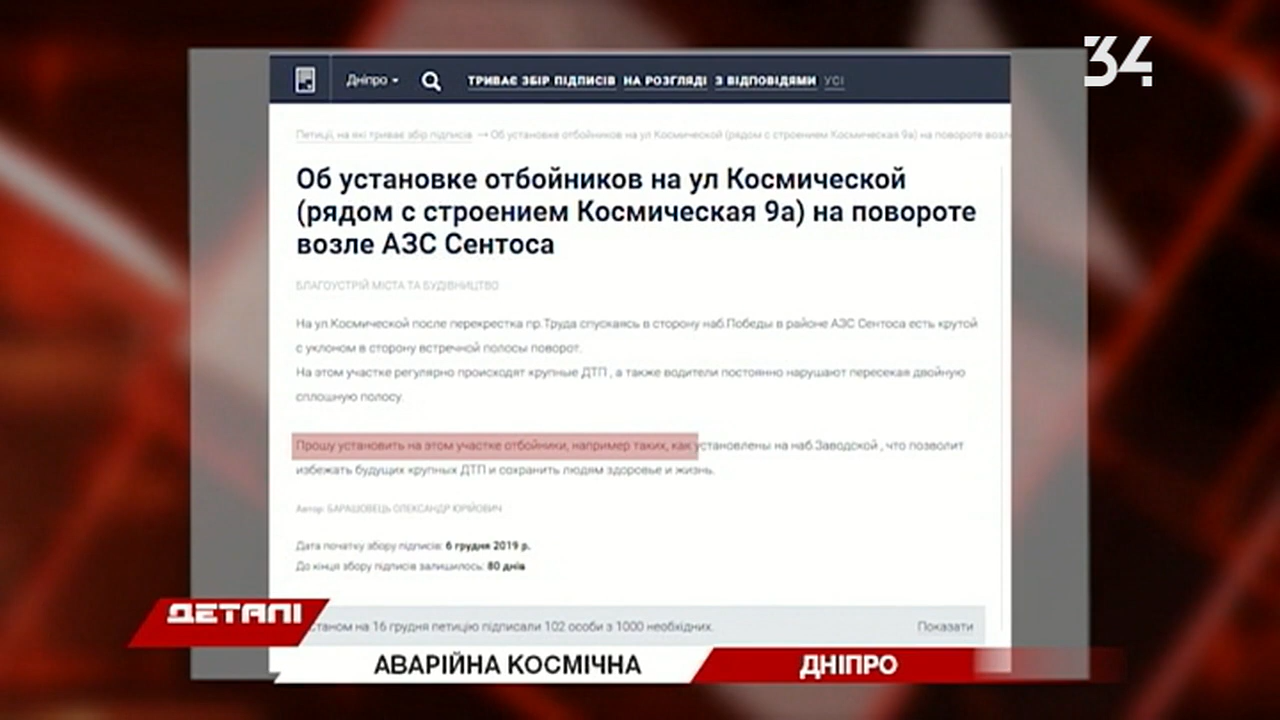 34
Дніпро
ТРИВАЄ ЗБІР ПІДПИСІВ НА РОЗГЛЯДІ З ВІДПОВІДЯМИ УСІ
Петиції, на які триває збір підписів → Об установке отбойников на ул Космической (рядом с строением Космическая 9а) на повороте возле
Об установке отбойников на ул Космической
(рядом с строением Космическая 9а) на повороте
возле АЗС Сентоса
БЛАГОУСТРІЙ МІСТА ТА БУДІВНИЦТВО
На ул.Космической после перекрестка пр.Труда спускаясь в сторону наб.Победы в районе АЗС Сентоса есть крутой
с уклоном в сторону встречной полосы поворот.
На этом участке регулярно происходят крупные ДТП , а также водители постоянно нарушают пересекая двойную
сплошную полосу.
Прошу установить на этом участке отбойники, например таких, как установлены на наб.Заводской , что позволит
избежать будущих крупных ДТП и сохранить людям здоровье и жизнь.
Автор: БАРАШОВЕЦЬ ОЛЕКСАНДР ЮРІЙОВИЧ
Дата початку збору підписів: 6 грудня 2019 р.
До кінця збору підписів залишилось: 80 днів
ДЕТАЛІ
станом на 16 грудня петицію підписали 102 особи з 1000 необхідних.
Показати
АВАРІЙНА КОСМІЧНА
ДНІПРО